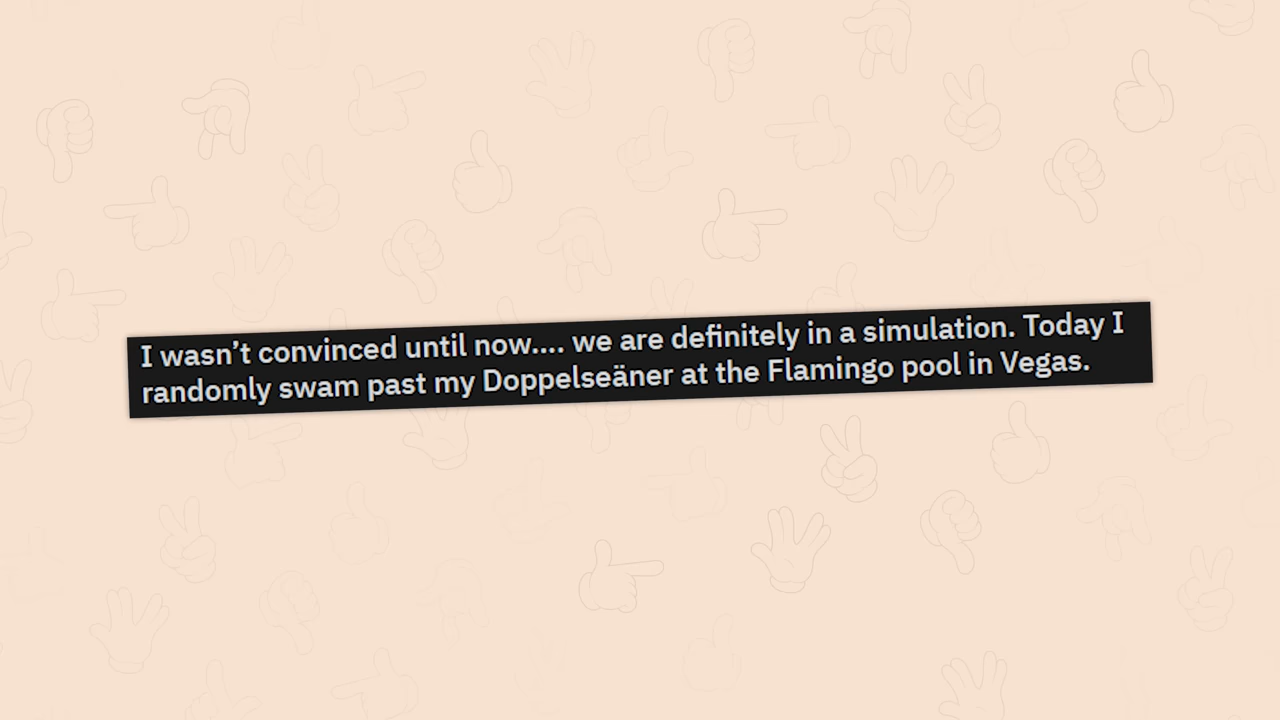 I wasn’t convinced until now.... we are definitely in a simulation. Today I
randomly swam past my Doppelseäner at the Flamingo pool in Vegas.